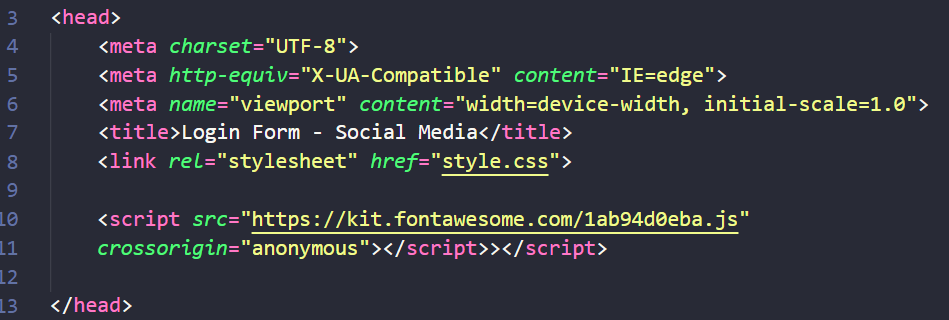 3 <head>
4 <meta charset="UTF-8">
5 <meta http-equiv="X-UA-Compatible" content="IE=edge">
6 <meta name="viewport" content="width=device-width, initial-scale=1.0">
7 <title>Login Form - Social Media</title>
8 <link rel="stylesheet" href="style.css">
9
10 <script src="https://kit.fontawesome.com/1ab94d0eba.js"
11 crossorigin="anonymous"></script>></script>
12
13 </head>